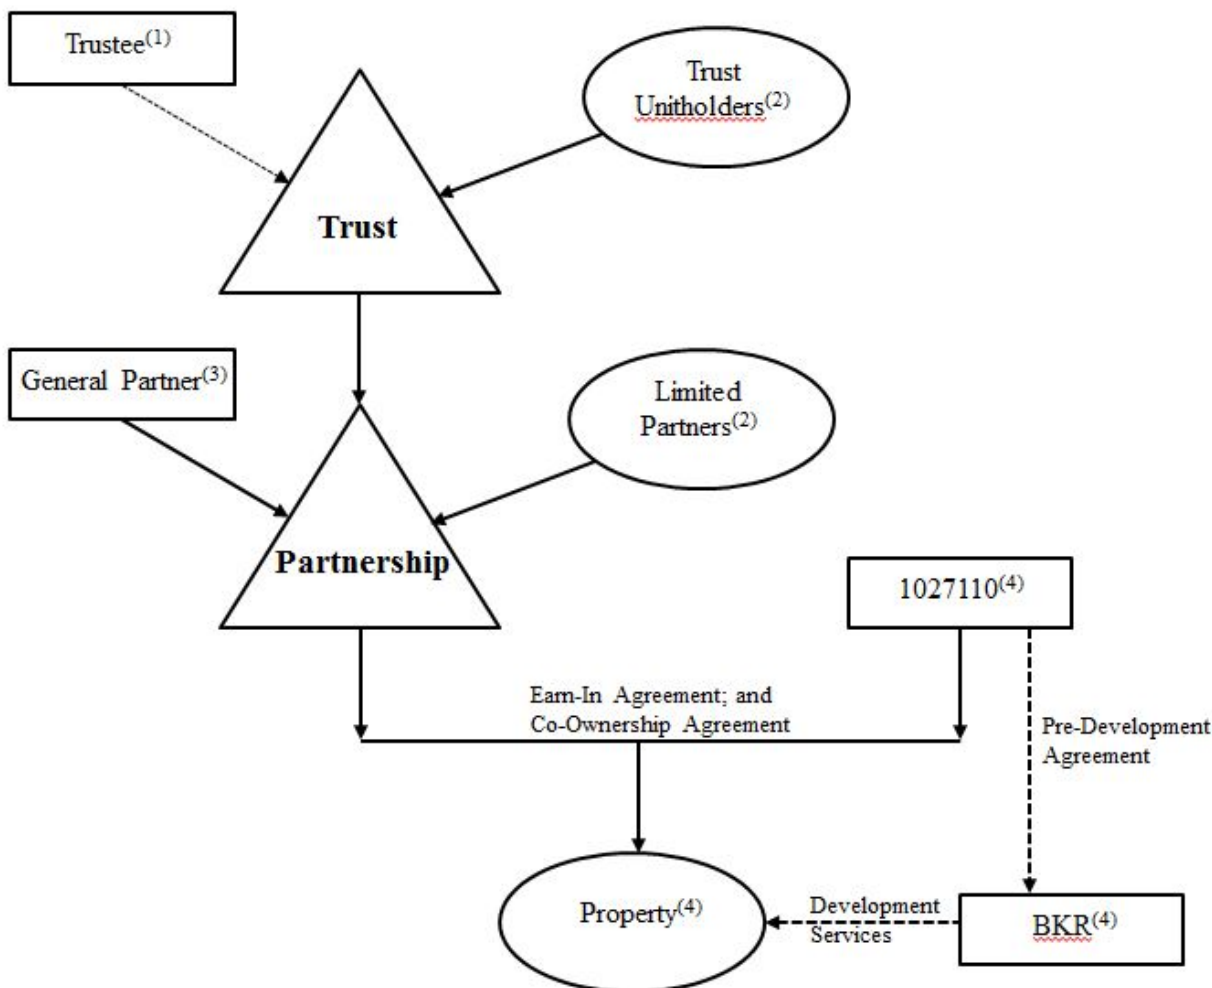 Trustee(1)
Trust
Unitholders(2)
Trust
General Partner(3)
Limited
Partners(2)
Partnership
1027110(4)
Earn-In Agreement; and
Co-Ownership Agreement
Pre-Development
Agreement
Property(4)
Development
Services
BKR(4)